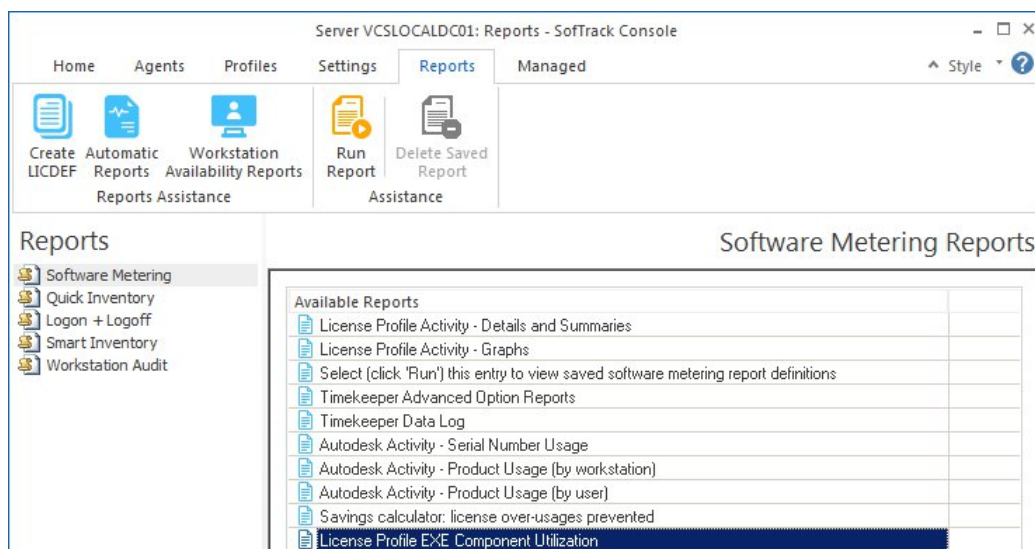 Server VCSLOCALDC01: Reports - SofTrack Console
Home Agents Profiles Settings Reports Managed Style ?
Create LICDEF
Automatic Reports
Workstation Availability Reports
Run Report
Delete Saved Report
Reports Assistance
Assistance
Reports
Software Metering
Quick Inventory
Logon + Logoff
Smart Inventory
Workstation Audit
Software Metering Reports
Available Reports
License Profile Activity - Details and Summaries
License Profile Activity - Graphs
Select (click 'Run') this entry to view saved software metering report definitions
Timekeeper Advanced Option Reports
Timekeeper Data Log
Autodesk Activity - Serial Number Usage
Autodesk Activity - Product Usage (by workstation)
Autodesk Activity - Product Usage (by user)
Savings calculator: license over-usages prevented
License Profile EXE Component Utilization